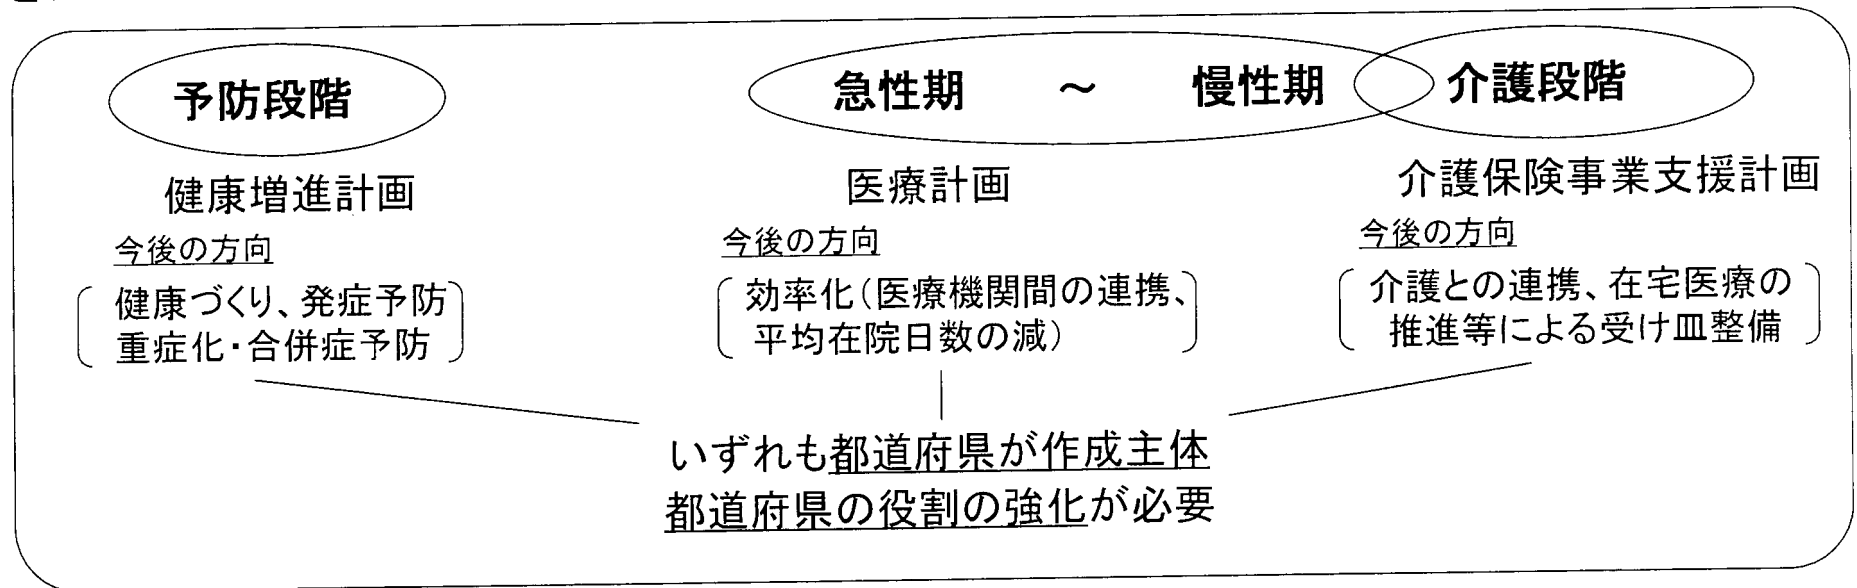 予防段階
健康増進計画
今後の方向
健康づくり、発症予防
重症化・合併症予防
急性期 ～ 慢性期
医療計画
今後の方向
効率化(医療機関間の連携、
平均在院日数の減)
介護段階
介護保険事業支援計画
今後の方向
介護との連携、在宅医療の
推進等による受け皿整備
いずれも都道府県が作成主体
都道府県の役割の強化が必要